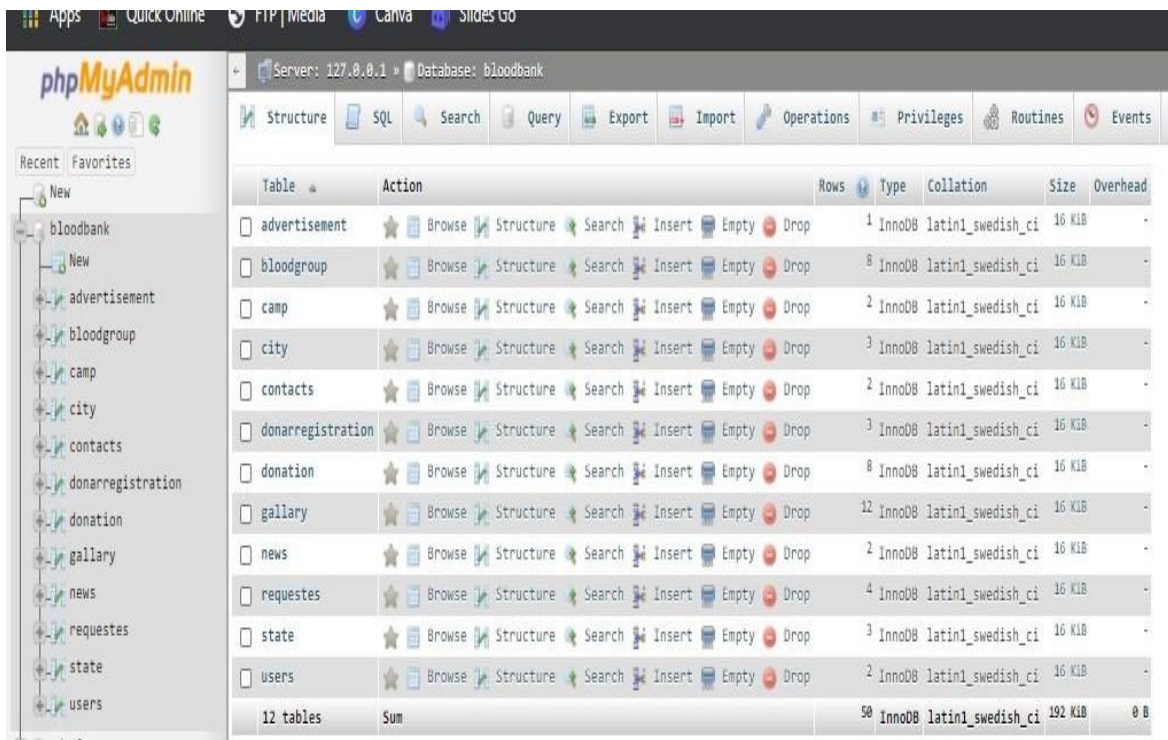 Apps Quick Online FTP | Media Canva Slides Go
phpMyAdmin
Recent Favorites
New
bloodbank
New
advertisement
bloodgroup
camp
city
contacts
donarregistration
donation
gallary
news
requestes
state
users
Server: 127.0.0.1 » Database: bloodbank
Structure SQL Search Query Export Import Operations Privileges Routines Events
Table Action Rows Type Collation Size Overhead
advertisement Browse Structure Search Insert Empty Drop 1 InnoDB latin1_swedish_ci 16 KiB -
bloodgroup Browse Structure Search Insert Empty Drop 8 InnoDB latin1_swedish_ci 16 KiB -
camp Browse Structure Search Insert Empty Drop 2 InnoDB latin1_swedish_ci 16 KiB -
city Browse Structure Search Insert Empty Drop 3 InnoDB latin1_swedish_ci 16 KiB -
contacts Browse Structure Search Insert Empty Drop 2 InnoDB latin1_swedish_ci 16 KiB -
donarregistration Browse Structure Search Insert Empty Drop 3 InnoDB latin1_swedish_ci 16 KiB -
donation Browse Structure Search Insert Empty Drop 8 InnoDB latin1_swedish_ci 16 KiB -
gallary Browse Structure Search Insert Empty Drop 12 InnoDB latin1_swedish_ci 16 KiB -
news Browse Structure Search Insert Empty Drop 2 InnoDB latin1_swedish_ci 16 KiB -
requestes Browse Structure Search Insert Empty Drop 4 InnoDB latin1_swedish_ci 16 KiB -
state Browse Structure Search Insert Empty Drop 3 InnoDB latin1_swedish_ci 16 KiB -
users Browse Structure Search Insert Empty Drop 2 InnoDB latin1_swedish_ci 16 KiB -
12 tables Sum 50 InnoDB latin1_swedish_ci 192 KiB 0 B